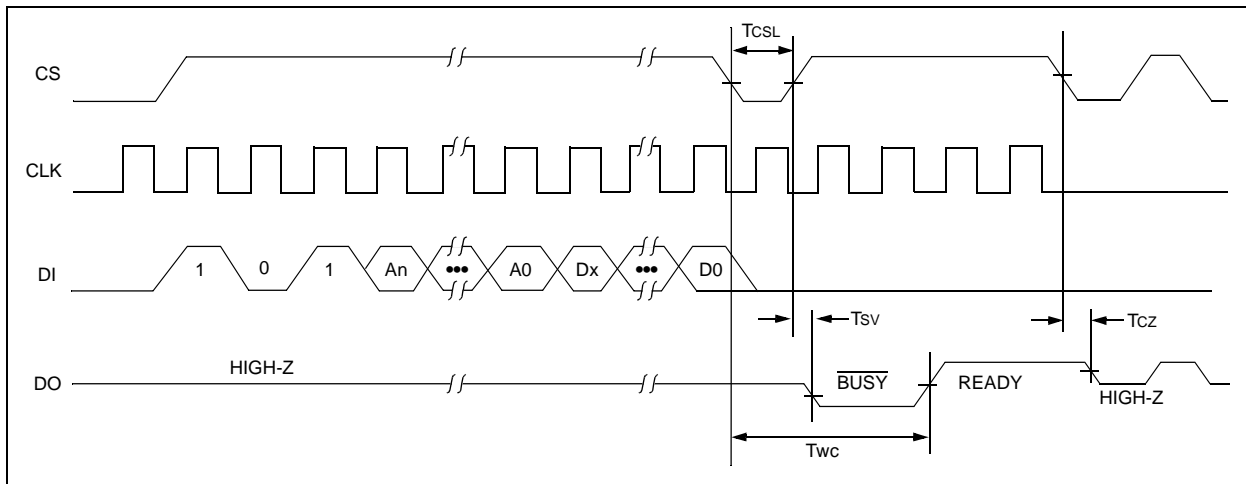 TCSL
CS
CLK
DI
1 0 1 An ••• A0 Dx ••• D0
TSV
TCZ
DO
HIGH-Z
BUSY
READY
HIGH-Z
Twc